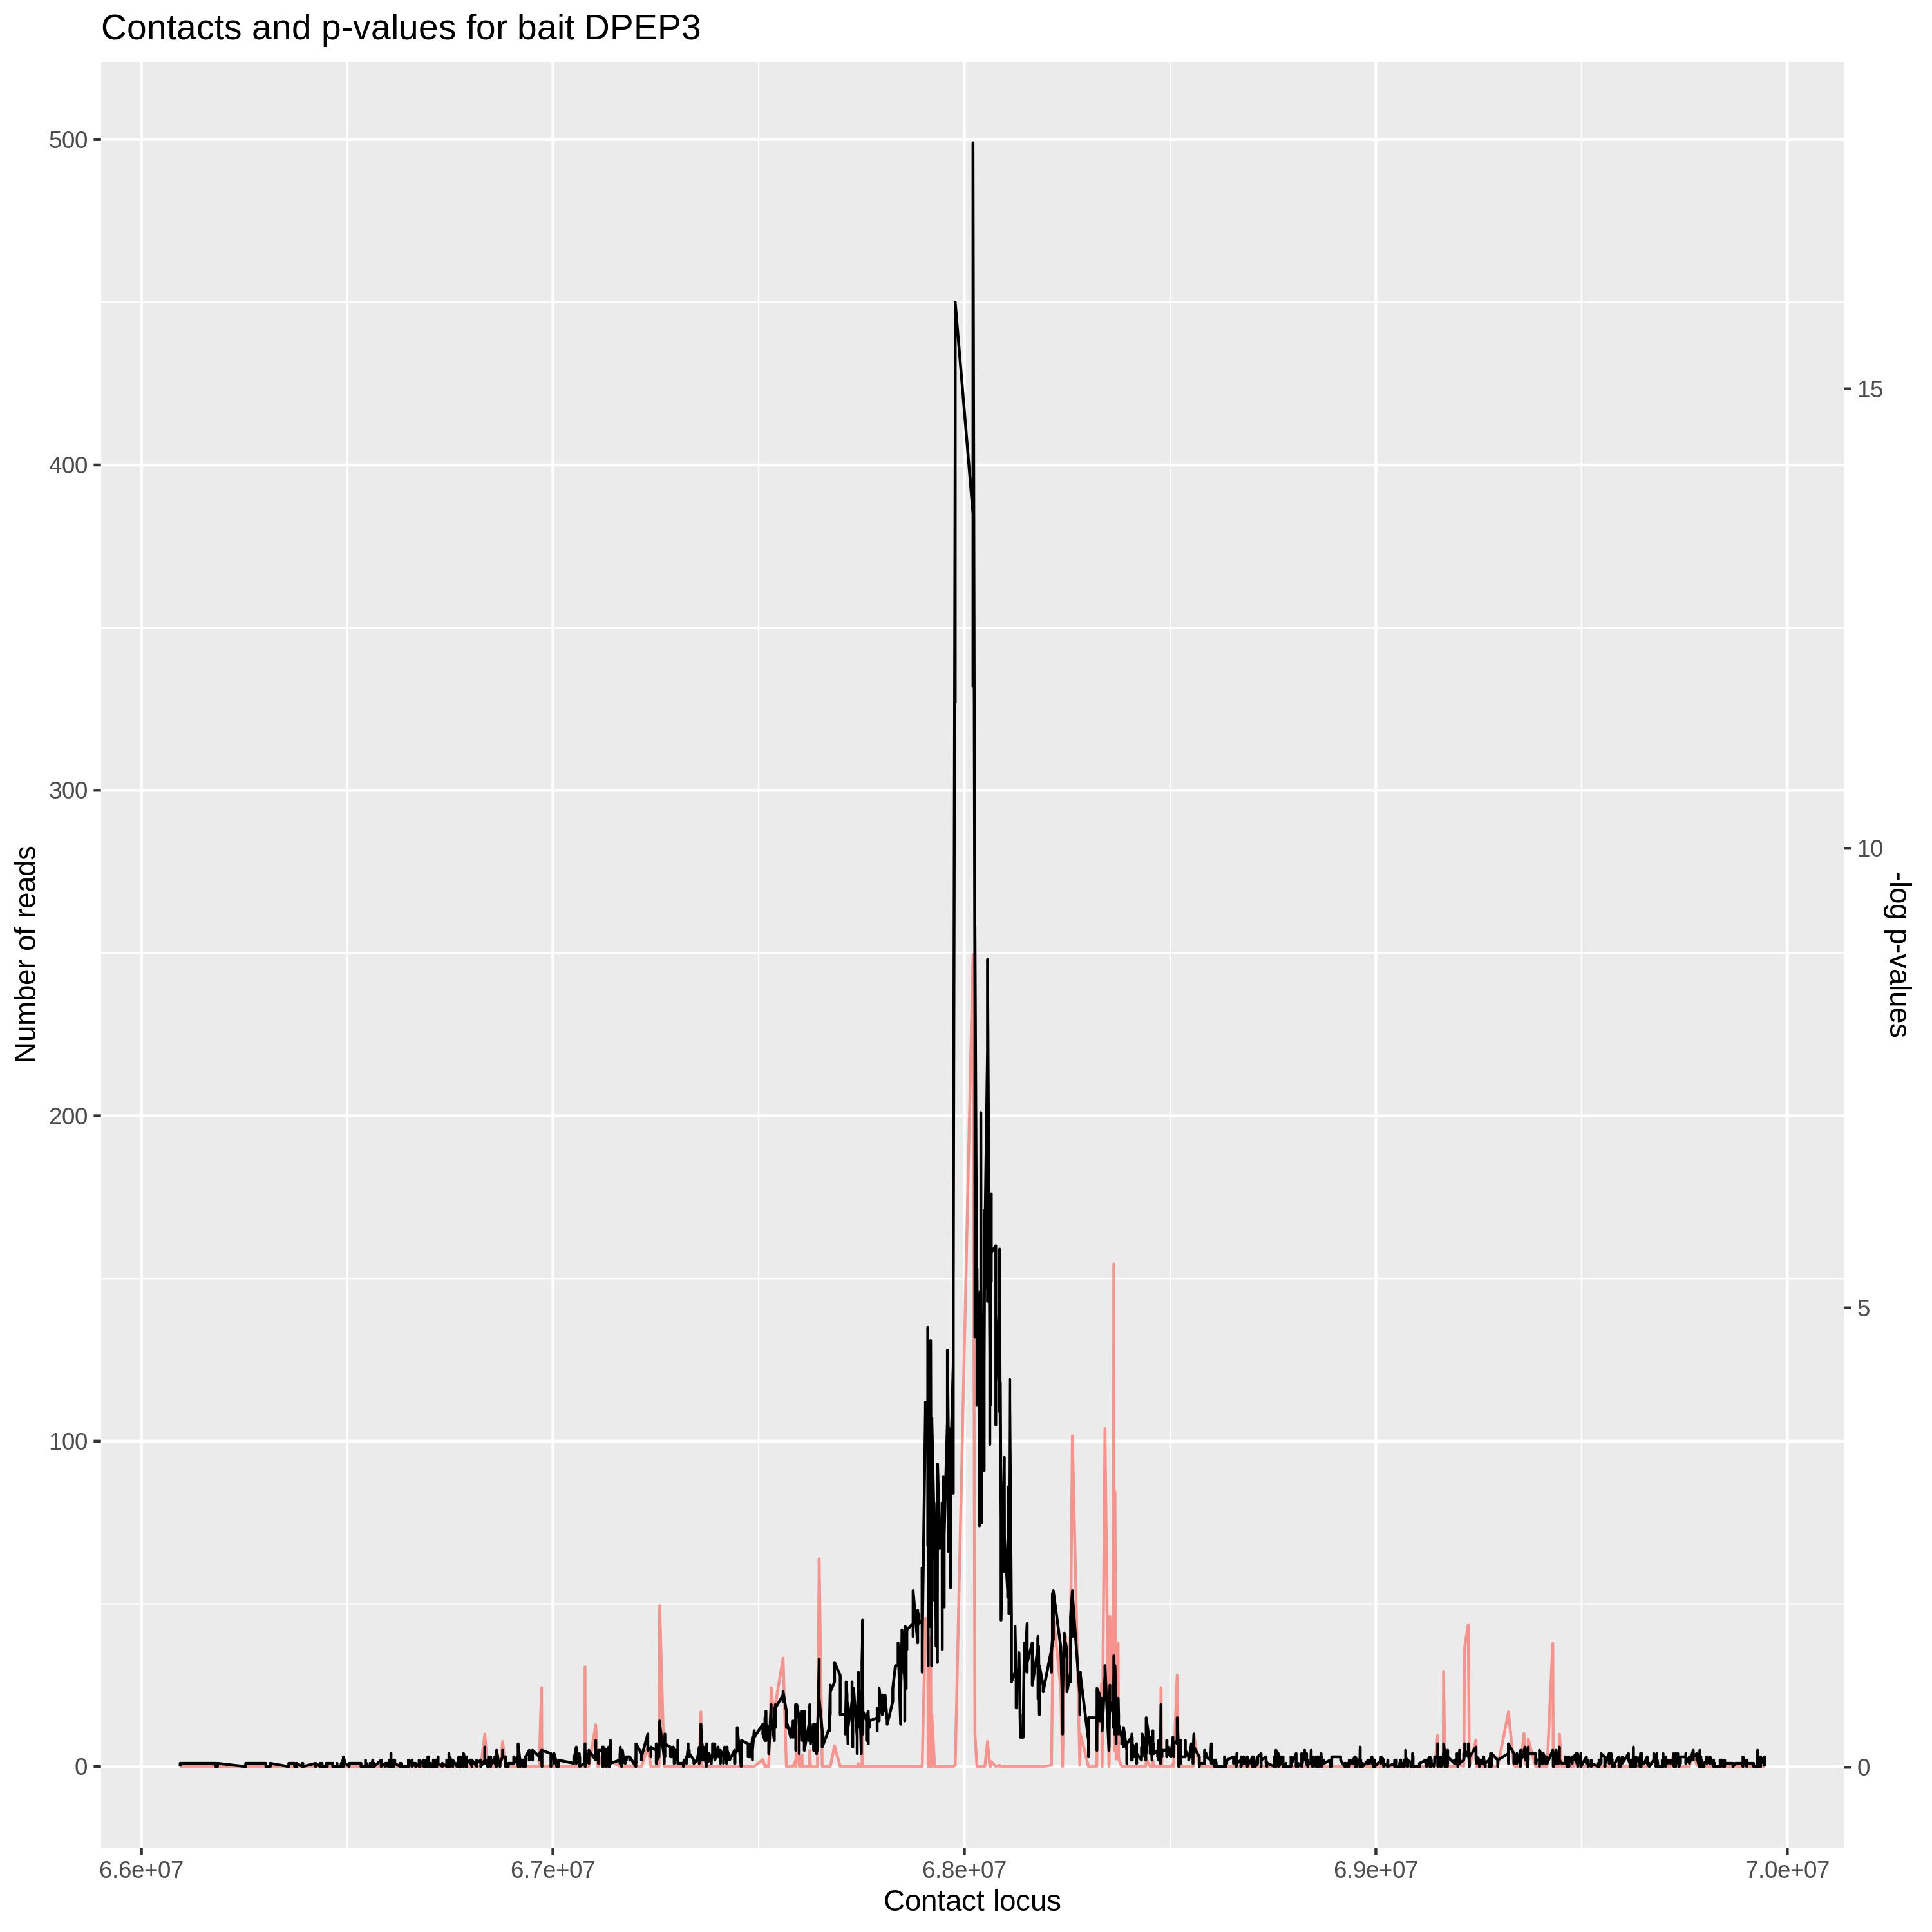 Contacts and p-values for bait DPEP3
500
400
300
200
100
0
Number of reads
15
10
5
0
-log p-values
6.6e+07
6.7e+07
6.8e+07
6.9e+07
7.0e+07
Contact locus